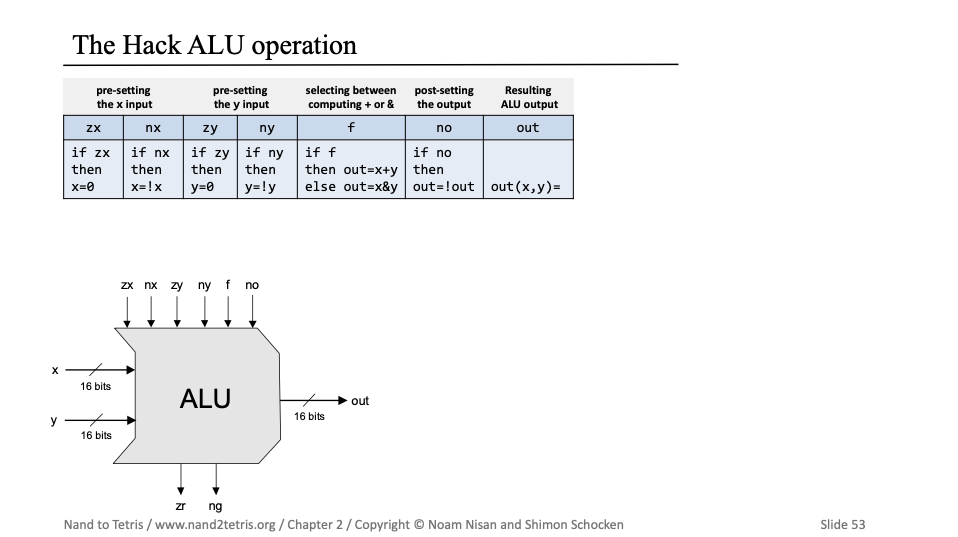 The Hack ALU operation
pre-setting the x input
pre-setting the y input
selecting between computing + or &
post-setting the output
Resulting ALU output
zx nx zy ny f no out
if zx then x=0
if nx then x=!x
if zy then y=0
if ny then y=!y
if f then out=x+y else out=x&y
if no then out=!out
out(x,y)=
zx nx zy ny f no
x
16 bits
ALU
out
16 bits
y
16 bits
zr ng
Nand to Tetris / www.nand2tetris.org / Chapter 2 / Copyright © Noam Nisan and Shimon Schocken
Slide 53